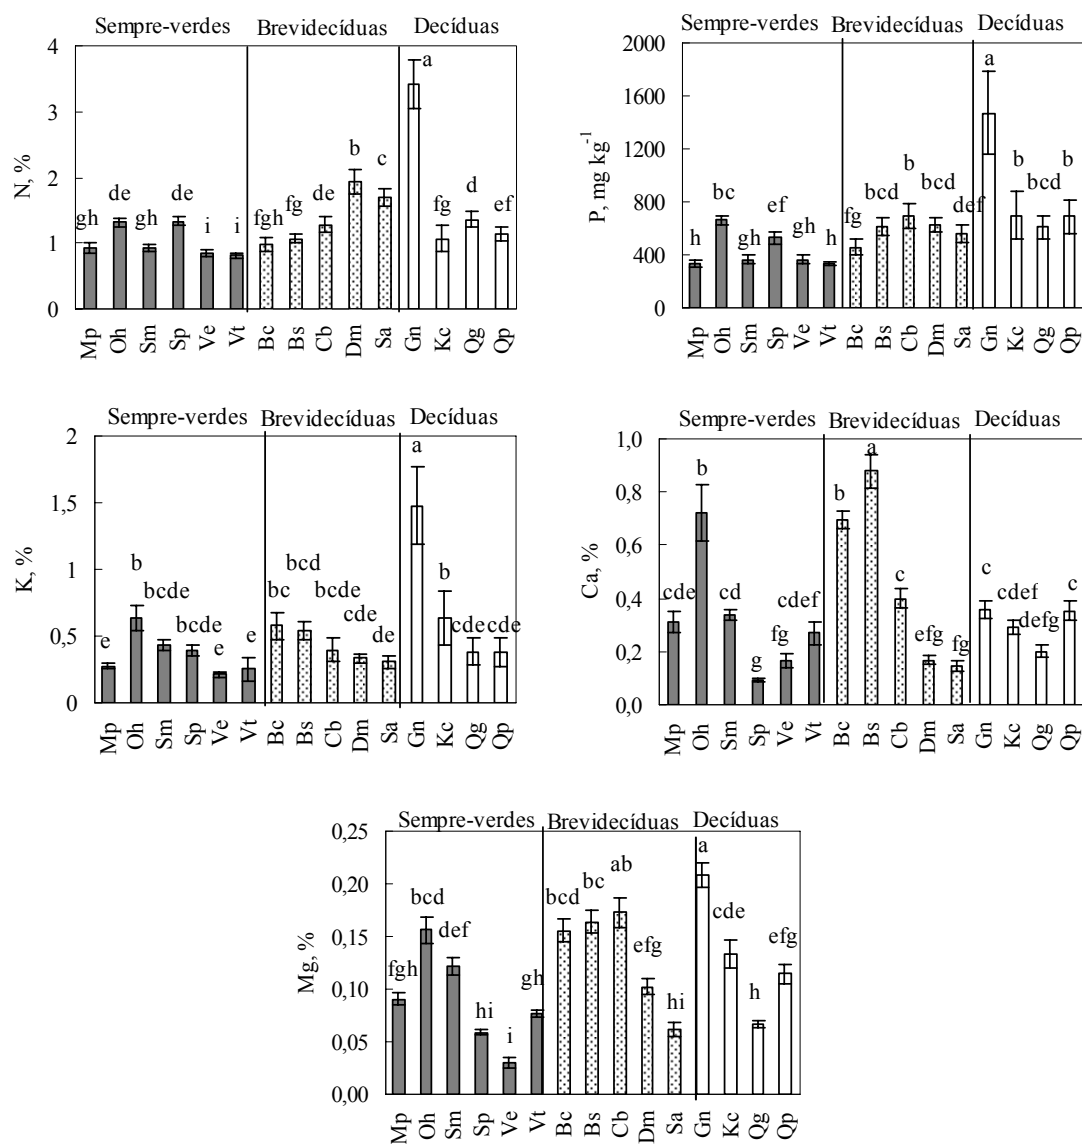 Sempre-verdes Brevidecíduas Decíduas
N, %
4
3
2
1
0
gh de gh de i i fgh fg de b c a fg d ef
Mp Oh Sm Sp Ve Vt Bc Bs Cb Dm Sa Gn Kc Qg Qp
Sempre-verdes Brevidecíduas Decíduas
P, mg kg-1
2000
1600
1200
800
400
0
h bc gh ef gh h fg bcd b bcd def a b bcd b
Mp Oh Sm Sp Ve Vt Bc Bs Cb Dm Sa Gn Kc Qg Qp
Sempre-verdes Brevidecíduas Decíduas
K, %
2
1,5
1
0,5
0
e b bcde bcde e e bc bcd bcde cde de a b cde cde
Mp Oh Sm Sp Ve Vt Bc Bs Cb Dm Sa Gn Kc Qg Qp
Sempre-verdes Brevidecíduas Decíduas
Ca, %
1,0
0,8
0,6
0,4
0,2
0,0
cde b cd g fg cdef b a c efg fg c cdef defg c
Mp Oh Sm Sp Ve Vt Bc Bs Cb Dm Sa Gn Kc Qg Qp
Sempre-verdes Brevidecíduas Decíduas
Mg, %
0,25
0,20
0,15
0,10
0,05
0,00
fgh bcd def hi i gh bcd bc ab efg hi a cde h efg
Mp Oh Sm Sp Ve Vt Bc Bs Cb Dm Sa Gn Kc Qg Qp